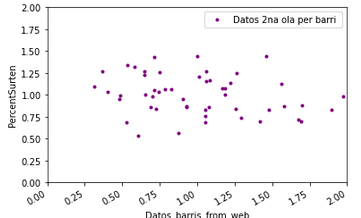 2.00
Datos 2na ola per barri
1.75
1.50
1.25
1.00
0.75
0.50
0.25
0.00
PercentSurten
0.00 0.25 0.50 0.75 1.00 1.25 1.50 1.75 2.00
Datos_barris_from_web